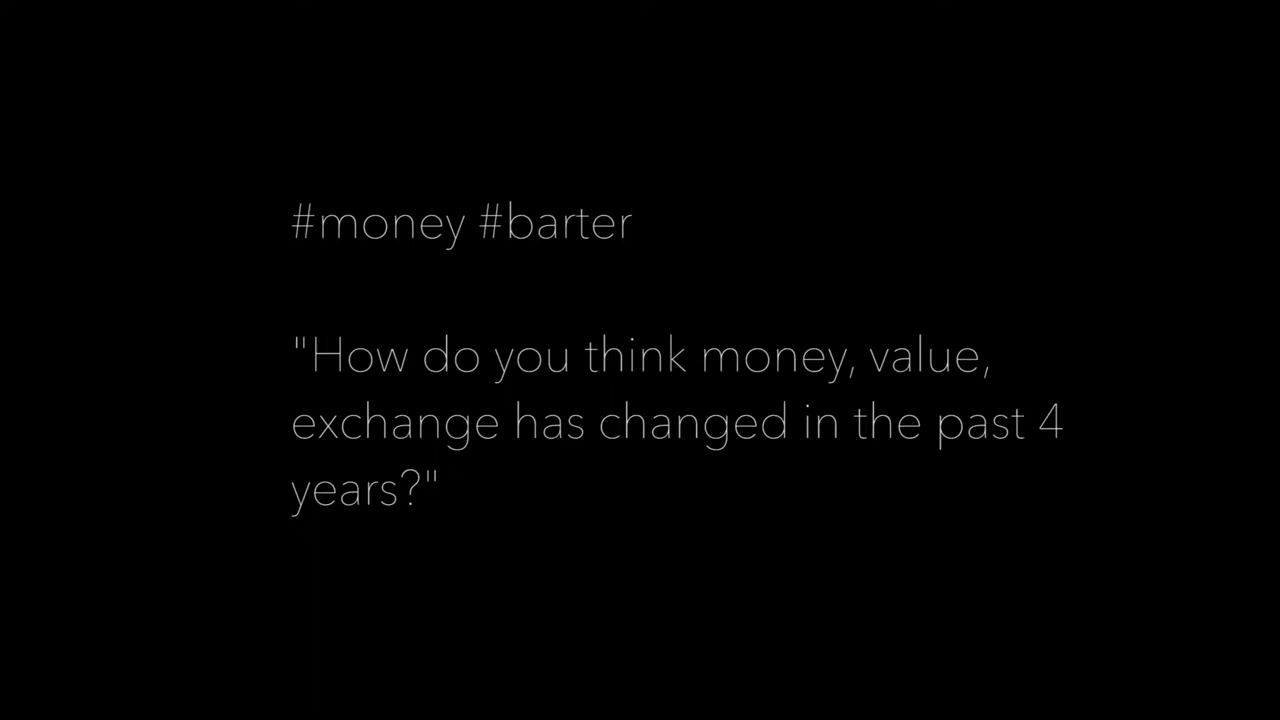 #money #barter
"How do you think money, value,
exchange has changed in the past 4
years?"